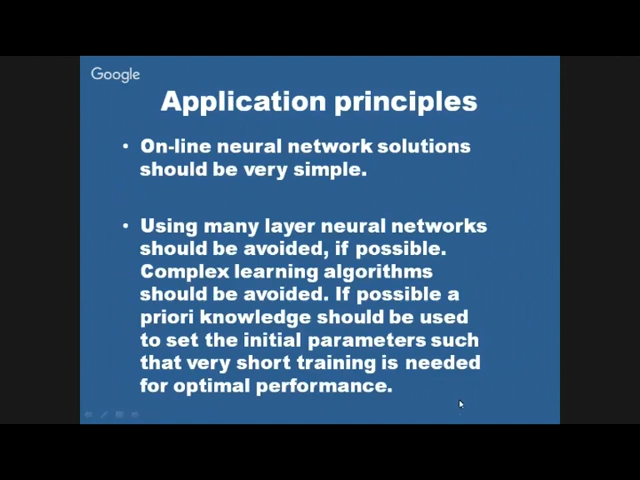 Google
Application principles
• On-line neural network solutions
should be very simple.
• Using many layer neural networks
should be avoided, if possible.
Complex learning algorithms
should be avoided. If possible a
priori knowledge should be used
to set the initial parameters such
that very short training is needed
for optimal performance.